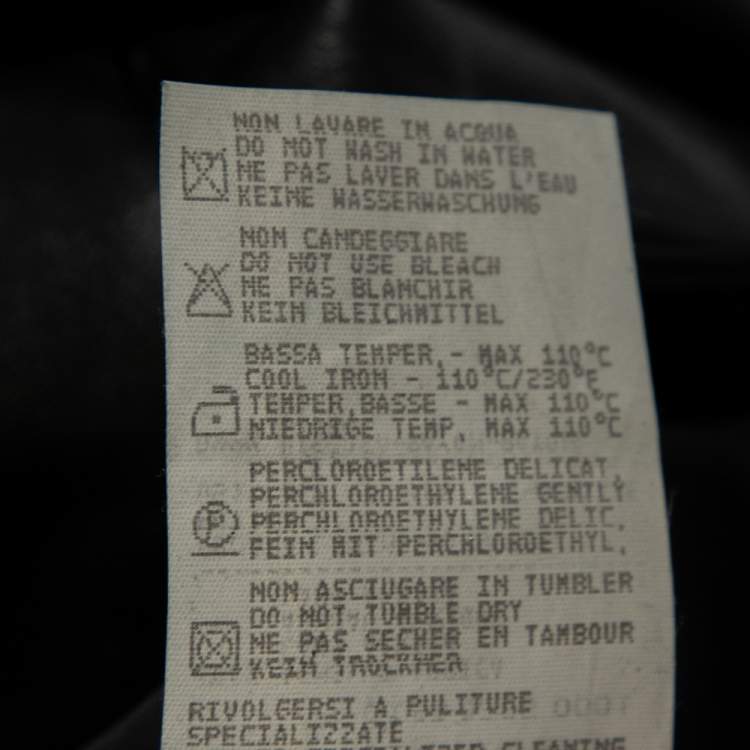 NON LAVARE IN ACQUA
DO NOT WASH IN WATER
NE PAS LAVER DANS L'EAU
KEINE WASSERWASCHUNG
NON CANDEGGIARE
DO NOT USE BLEACH
NE PAS BLANCHIR
KEIN BLEICHMITTEL
BASSA TEMPER.- MAX 110°C
COOL IRON - 110°C/230°F
TEMPER.BASSE - MAX 110°C
NIEDRIGE TEMP. MAX 110°C
PERCLOROETILENE DELICAT.
PERCHLOROETHYLENE GENTLY
P PERCHLOROETHYLENE DELIC.
FEIN MIT PERCHLOROETHYL.
NON ASCIUGARE IN TUMBLER
DO NOT TUMBLE DRY
NE PAS SECHER EN TAMBOUR
KEIN TROCKNER
RIVOLGERSI A PULITURE
SPECIALIZZATE
CLEANING